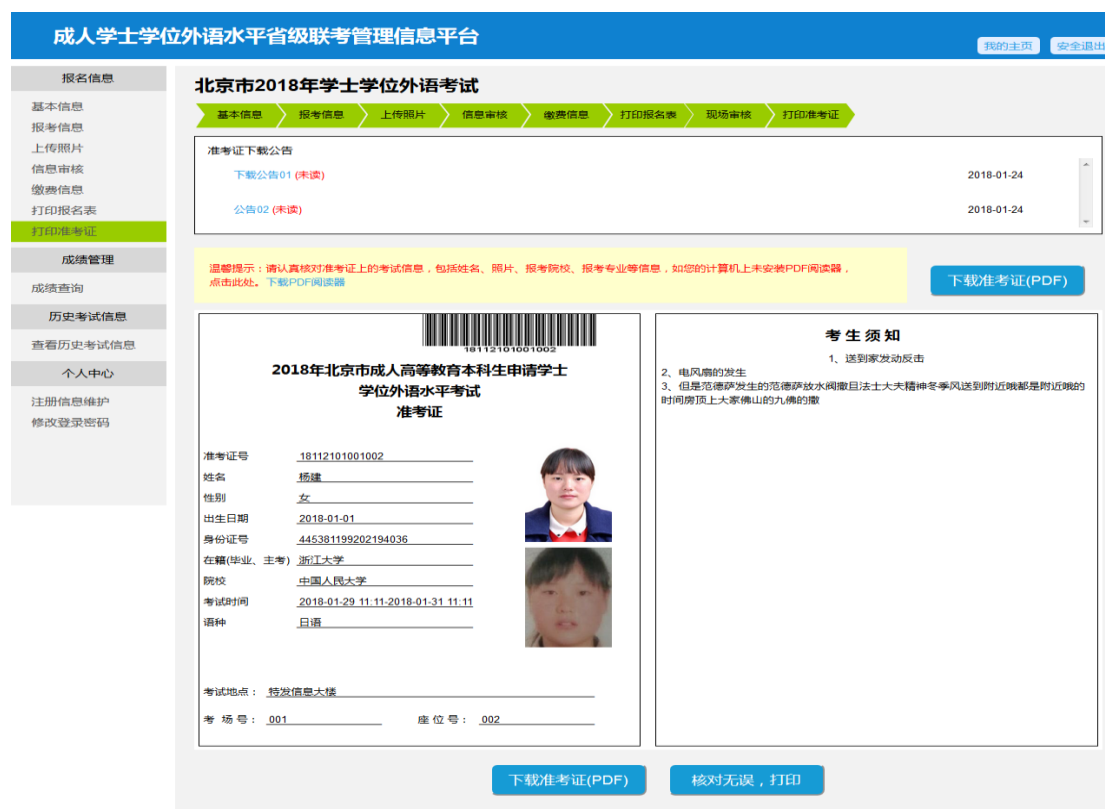 成人学士学位外语水平省级联考管理信息平台
我的主页 安全退出
报名信息
基本信息
报考信息
上传照片
信息审核
缴费信息
打印报名表
打印准考证
成绩管理
成绩查询
历史考试信息
查看历史考试信息
个人中心
注册信息维护
修改登录密码
北京市2018年学士学位外语考试
基本信息 报考信息 上传照片 信息审核 缴费信息 打印报名表 现场审核 打印准考证
准考证下载公告
下载公告01 (未读) 2018-01-24
公告02 (未读) 2018-01-24
温馨提示：请认真核对准考证上的考试信息，包括姓名、照片、报考院校、报考专业等信息，如您的计算机上未安装PDF阅读器，
点击此处。下载PDF阅读器
下载准考证(PDF)
18112101001002
2018年北京市成人高等教育本科生申请学士
学位外语水平考试
准考证
准考证号 18112101001002
姓名 杨建
性别 女
出生日期 2018-01-01
身份证号 445381199202194036
在籍(毕业、主考) 浙江大学
院校 中国人民大学
考试时间 2018-01-29 11:11-2018-01-31 11:11
语种 日语
考试地点： 特发信息大楼
考 场 号： 001 座 位 号： 002
考 生 须 知
1、送到家发动反击
2、电风扇的发生
3、但是范德萨发生的范德萨放水阀撒旦法士大夫精神冬季风送到附近哦都是附近哦的
时间房顶上大家佛山的九佛的撒
下载准考证(PDF) 核对无误，打印